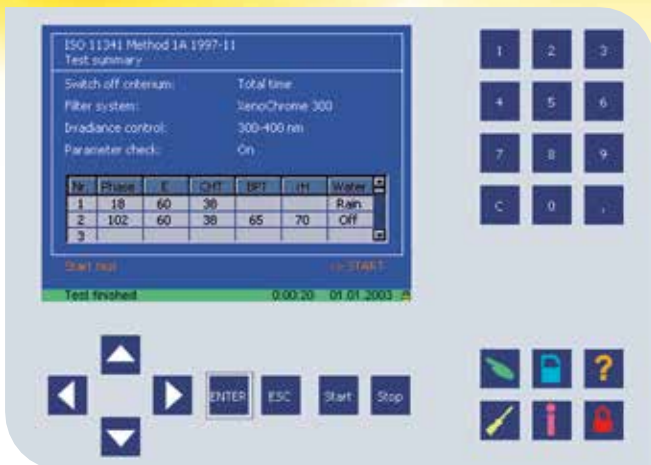 ISO 11341 Method 1A 1997-11
Test summary
Switch off criterium: Total time
Filter system: XenoChrome 300
Irradiance control: 300-400 nm
Parameter check: On
Nr. Phase E CHT BPT rH Water
1 18 60 38 Rain
2 102 60 38 65 70 Off
3
Start test >> START
Test finished 0:00:20 01.01.2003
1 2 3
4 5 6
7 8 9
C 0 .
ENTER ESC Start Stop
?
i